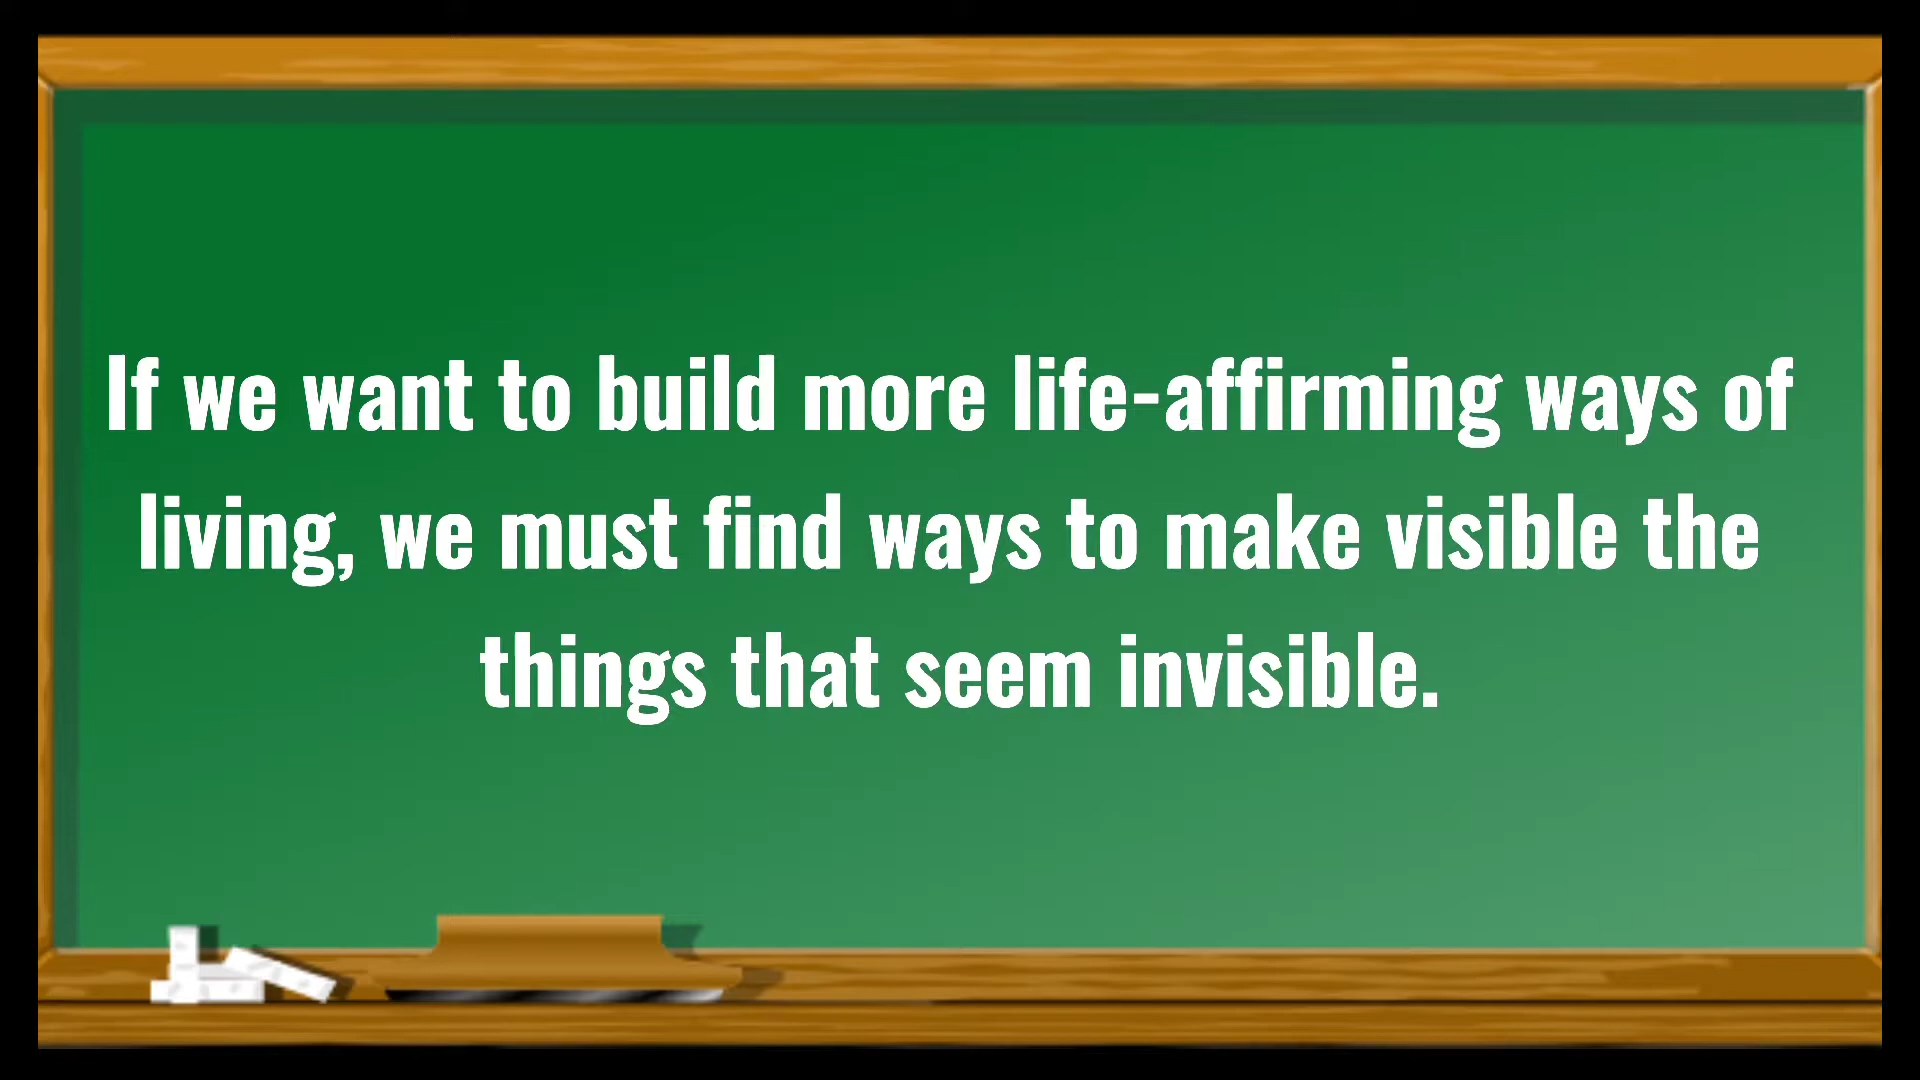 If we want to build more life-affirming ways of
living, we must find ways to make visible the
things that seem invisible.